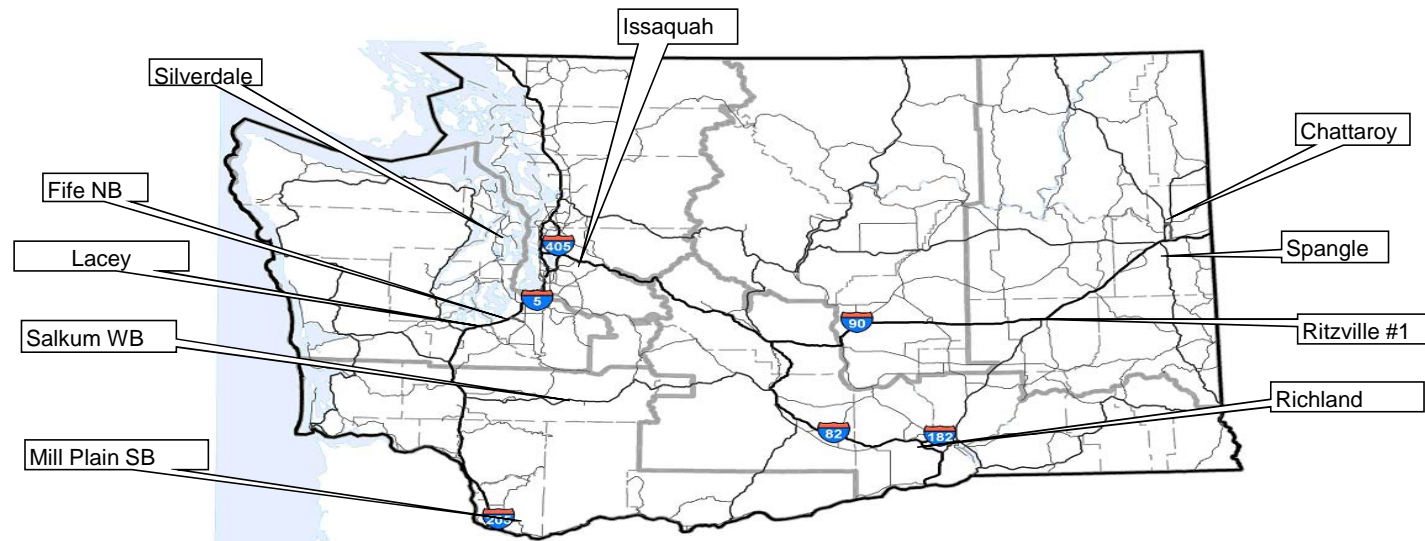 Issaquah
Silverdale
Chattaroy
Fife NB
405
Spangle
Lacey
5
90
Ritzville #1
Salkum WB
Richland
82
182
Mill Plain SB
205